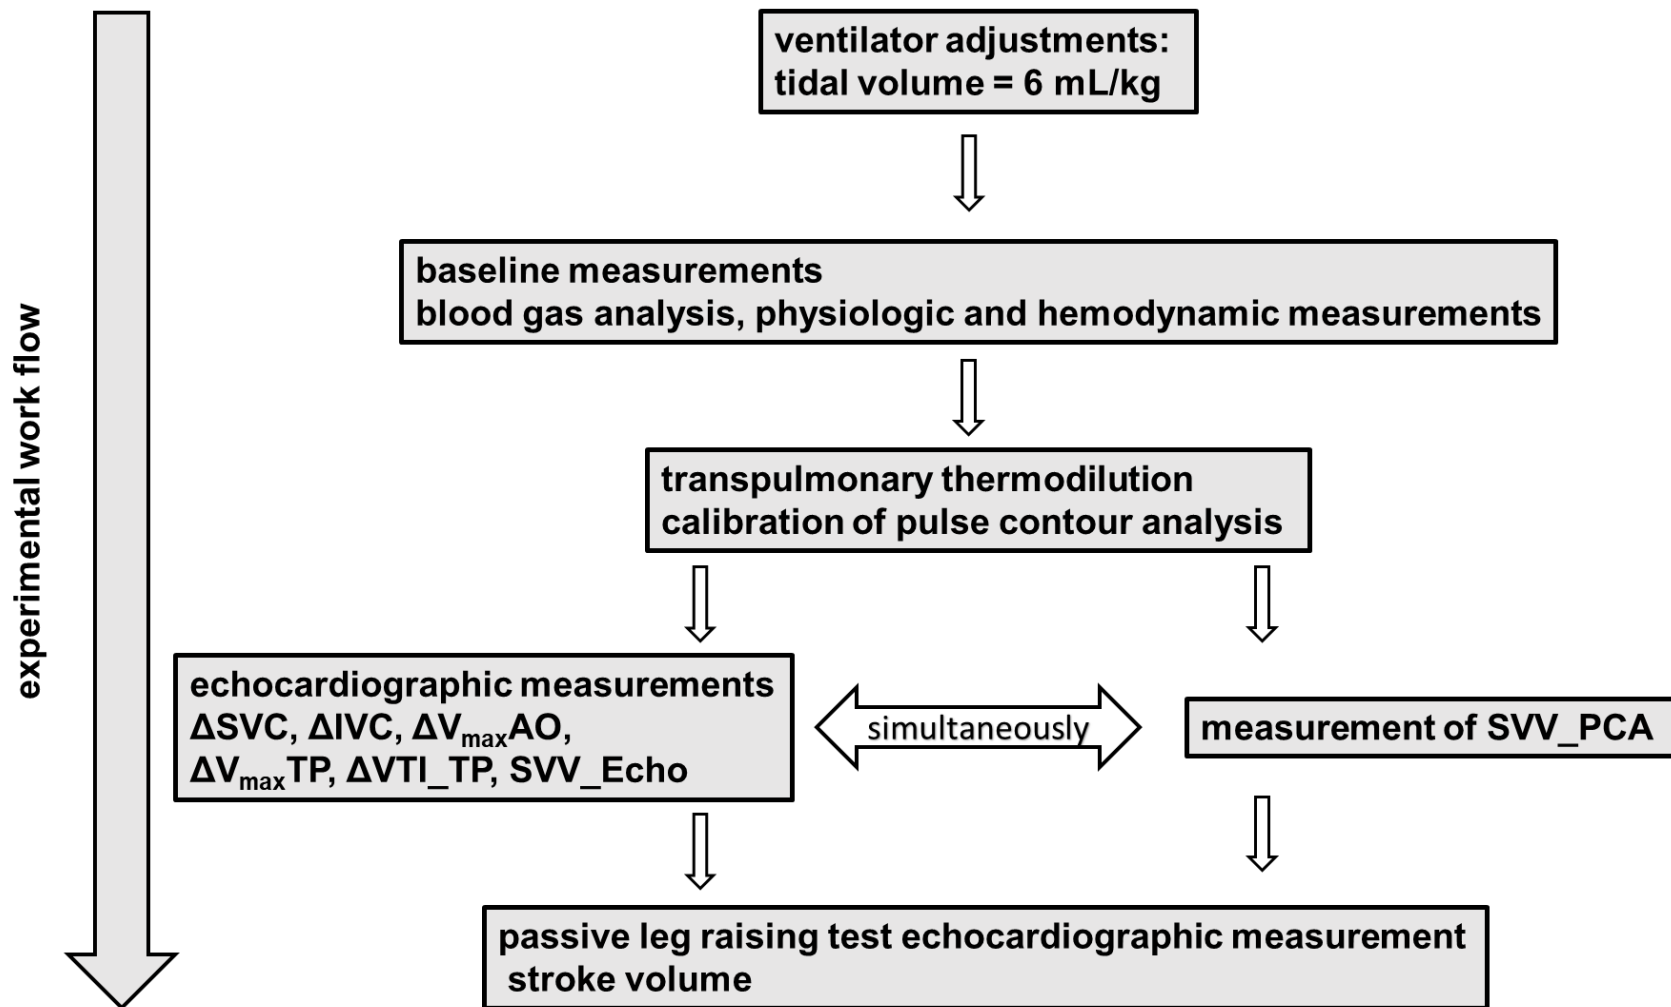 experimental work flow
ventilator adjustments:
tidal volume = 6 mL/kg
baseline measurements
blood gas analysis, physiologic and hemodynamic measurements
transpulmonary thermodilution
calibration of pulse contour analysis
echocardiographic measurements
ΔSVC, ΔIVC, ΔVmaxAO,
ΔVmaxTP, ΔVTI_TP, SVV_Echo
simultaneously
measurement of SVV_PCA
passive leg raising test echocardiographic measurement
stroke volume